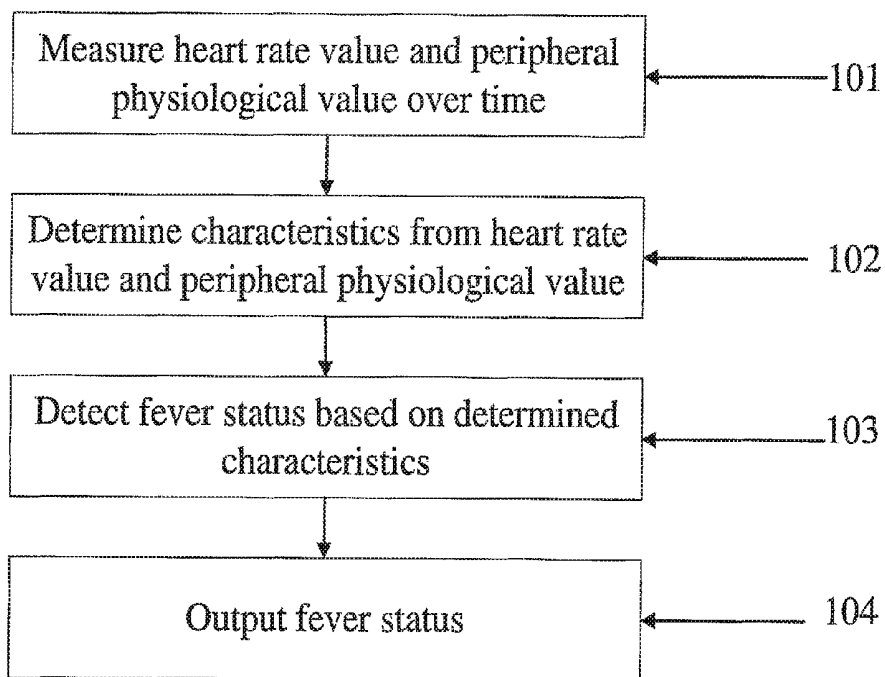 Measure heart rate value and peripheral
physiological value over time
101
Determine characteristics from heart rate
value and peripheral physiological value
102
Detect fever status based on determined
characteristics
103
Output fever status
104